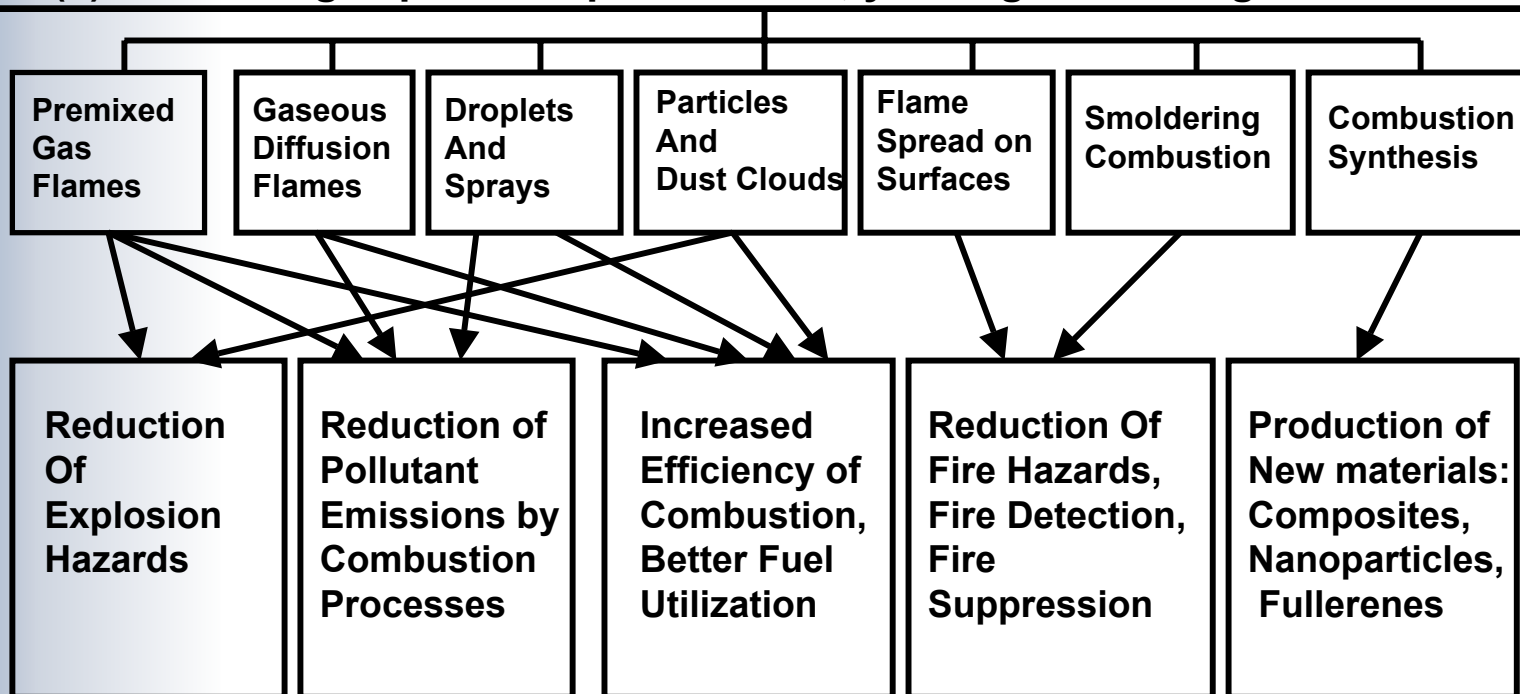 Premixed
Gas
Flames
Gaseous
Diffusion
Flames
Droplets
And
Sprays
Particles
And
Dust Clouds
Flame
Spread on
Surfaces
Smoldering
Combustion
Combustion
Synthesis
Reduction
Of
Explosion
Hazards
Reduction of
Pollutant
Emissions by
Combustion
Processes
Increased
Efficiency of
Combustion,
Better Fuel
Utilization
Reduction Of
Fire Hazards,
Fire Detection,
Fire
Suppression
Production of
New materials:
Composites,
Nanoparticles,
Fullerenes